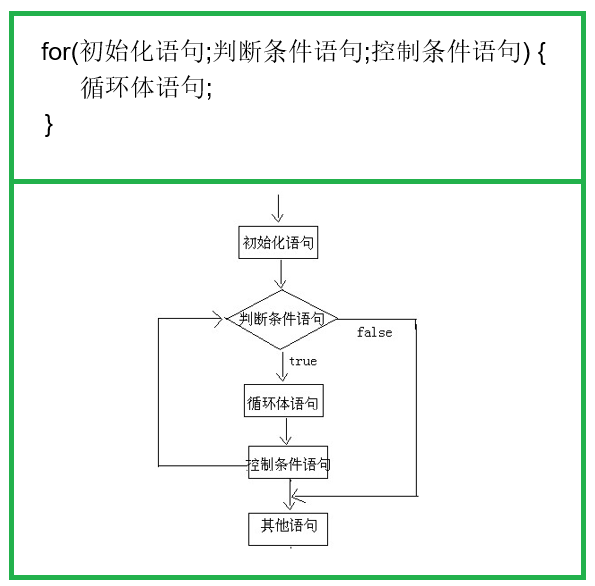 for(初始化语句;判断条件语句;控制条件语句) {
循环体语句;
}
初始化语句
判断条件语句
false
true
循环体语句
控制条件语句
其他语句